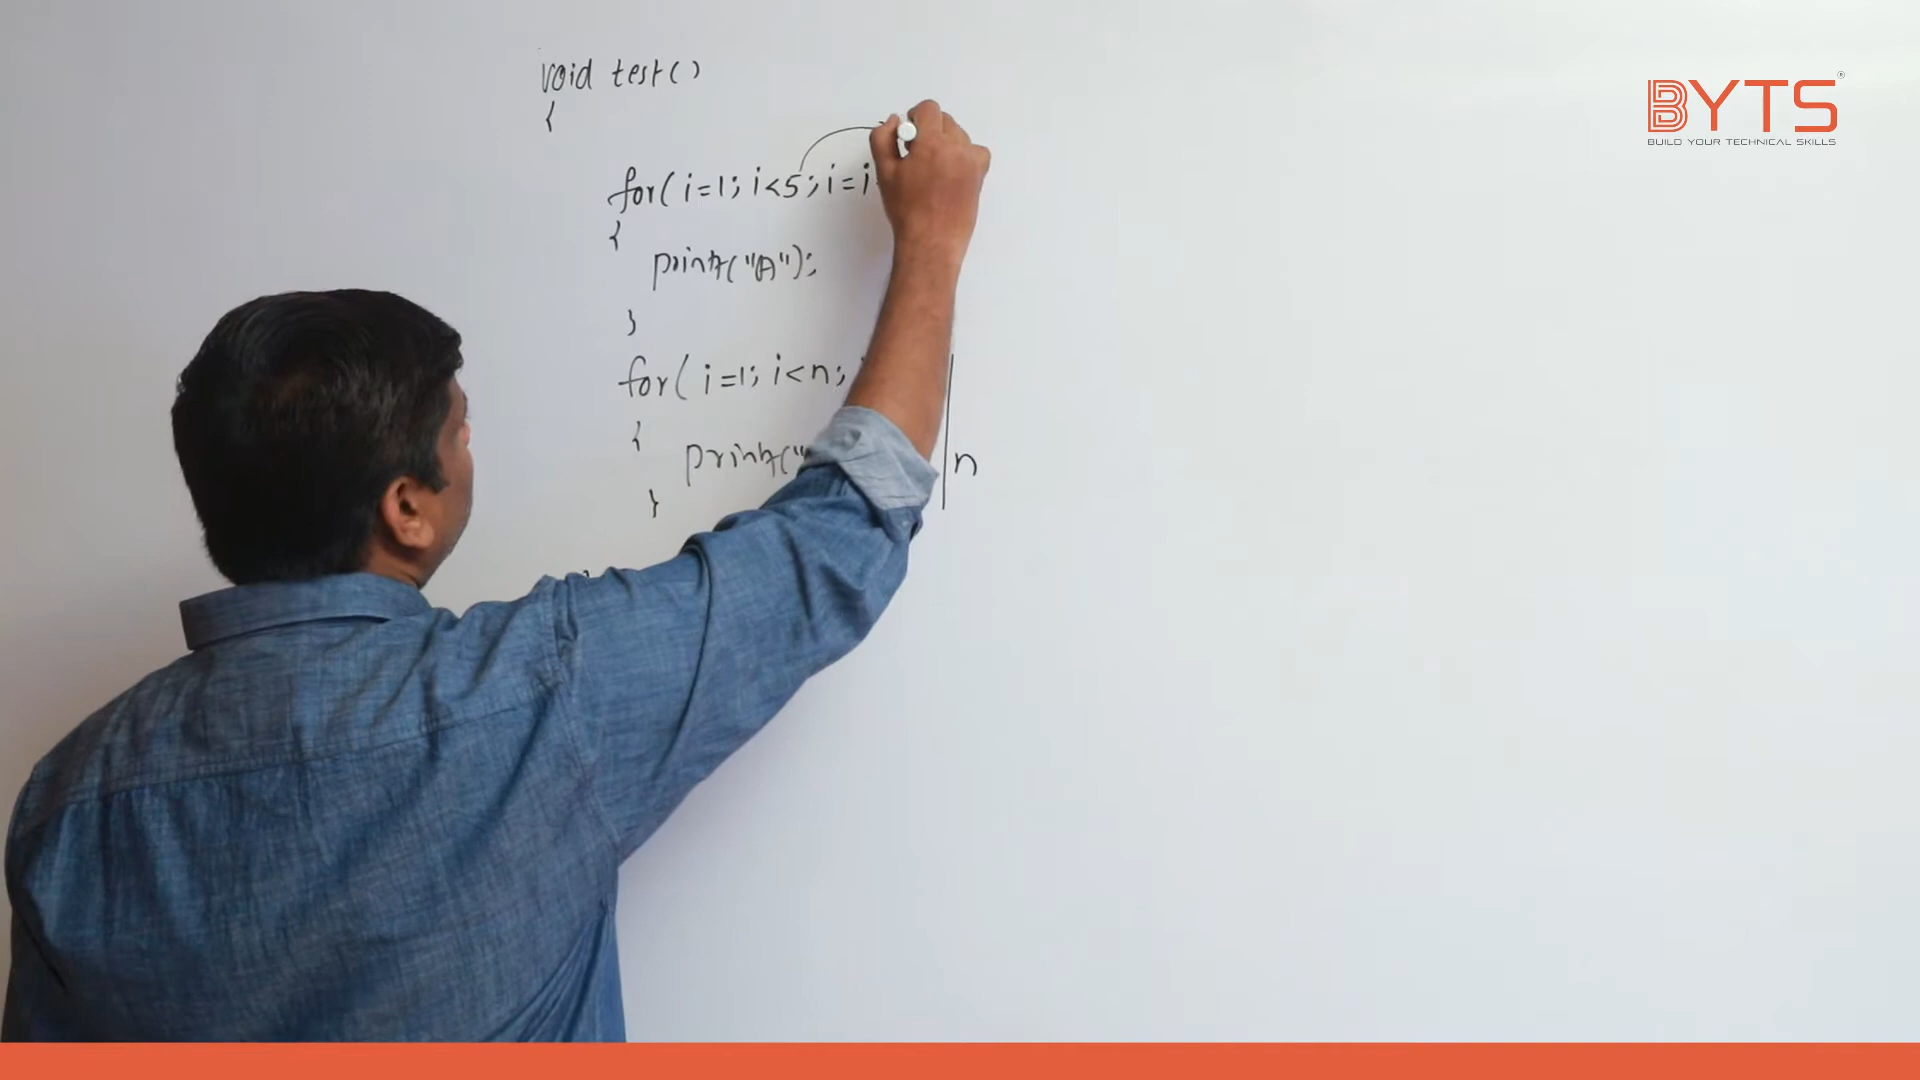 void test()
{
for( i=1; i<5; i=i
{
printf("A");
}
for( i=1; i<n;
{
printf("
}
n
BYTS
BUILD YOUR TECHNICAL SKILLS